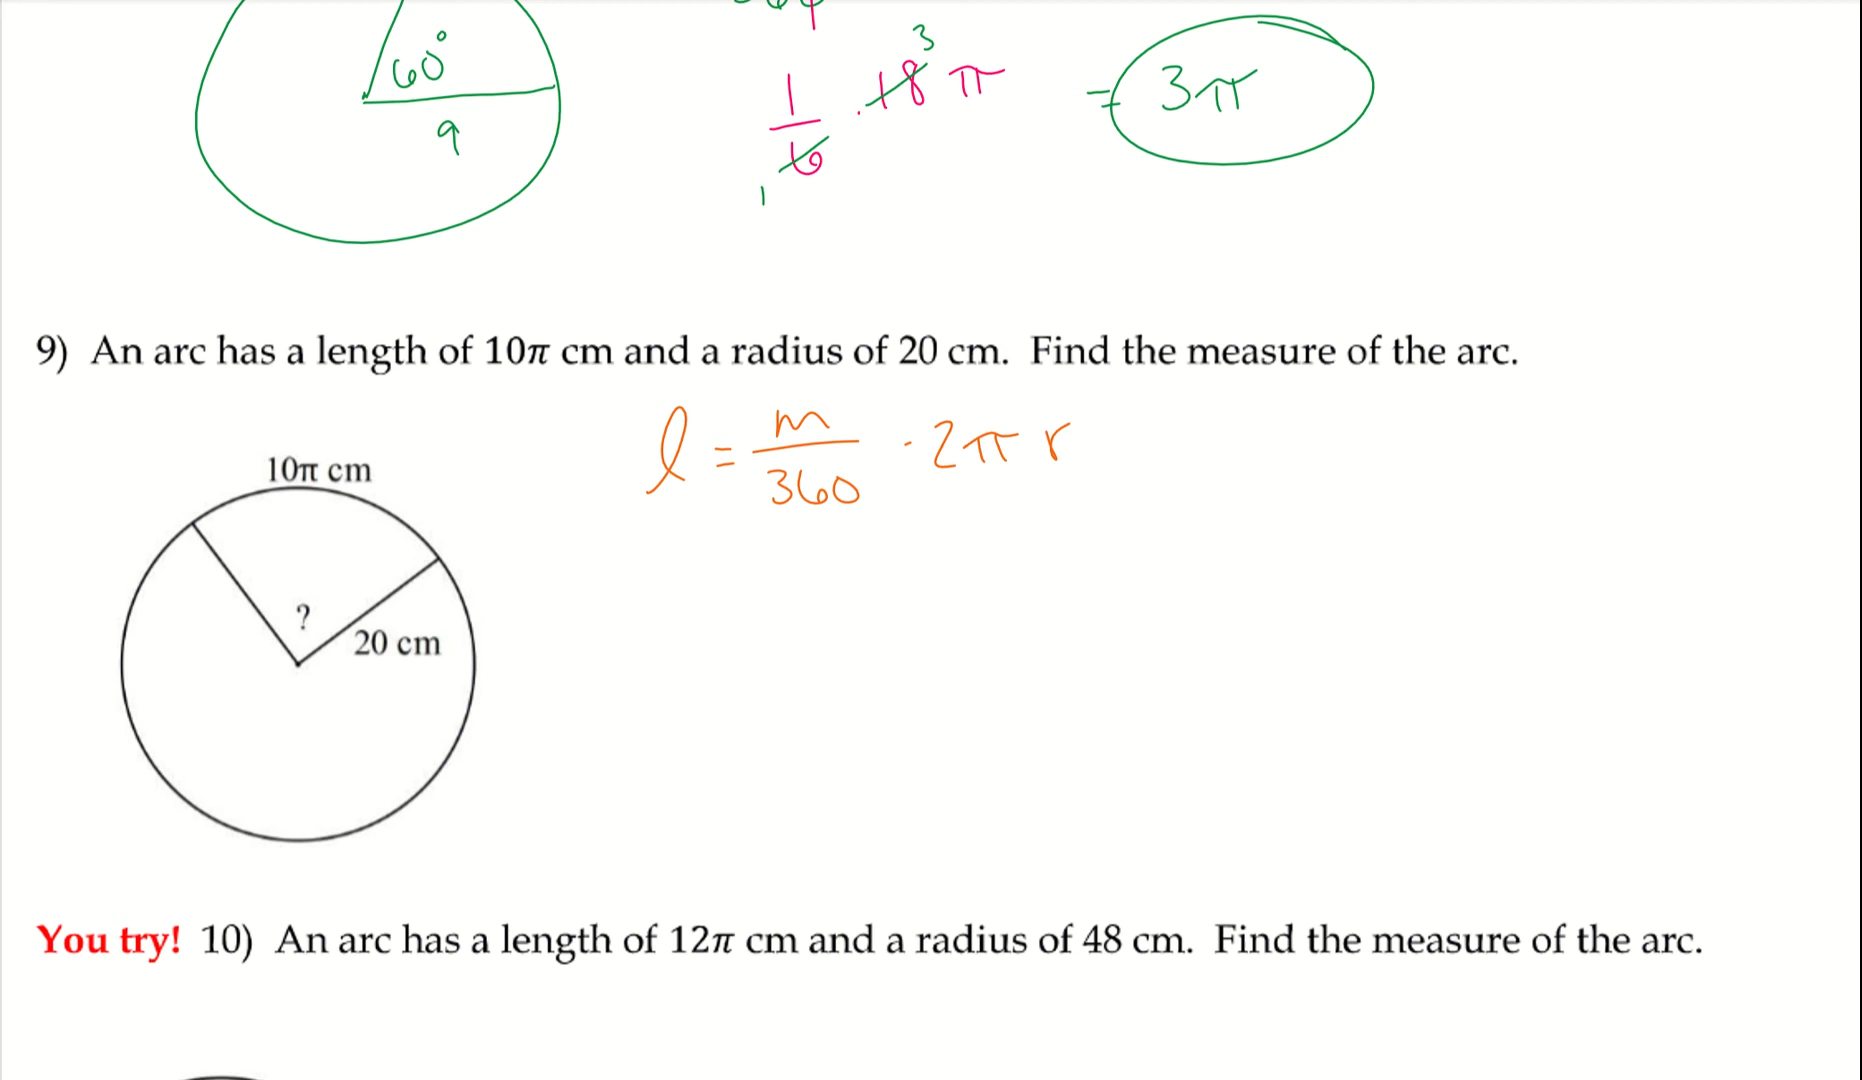 60°
9
1/6 · 18 π
3
1
= 3π
9) An arc has a length of 10π cm and a radius of 20 cm. Find the measure of the arc.
l = m/360 · 2π r
10π cm
?
20 cm
You try! 10) An arc has a length of 12π cm and a radius of 48 cm. Find the measure of the arc.